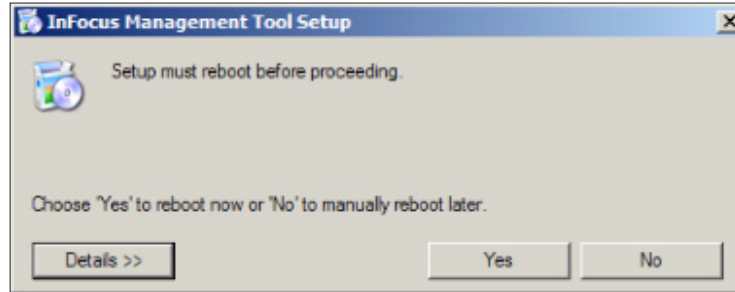 InFocus Management Tool Setup
Setup must reboot before proceeding.
Choose 'Yes' to reboot now or 'No' to manually reboot later.
Details >>
Yes
No